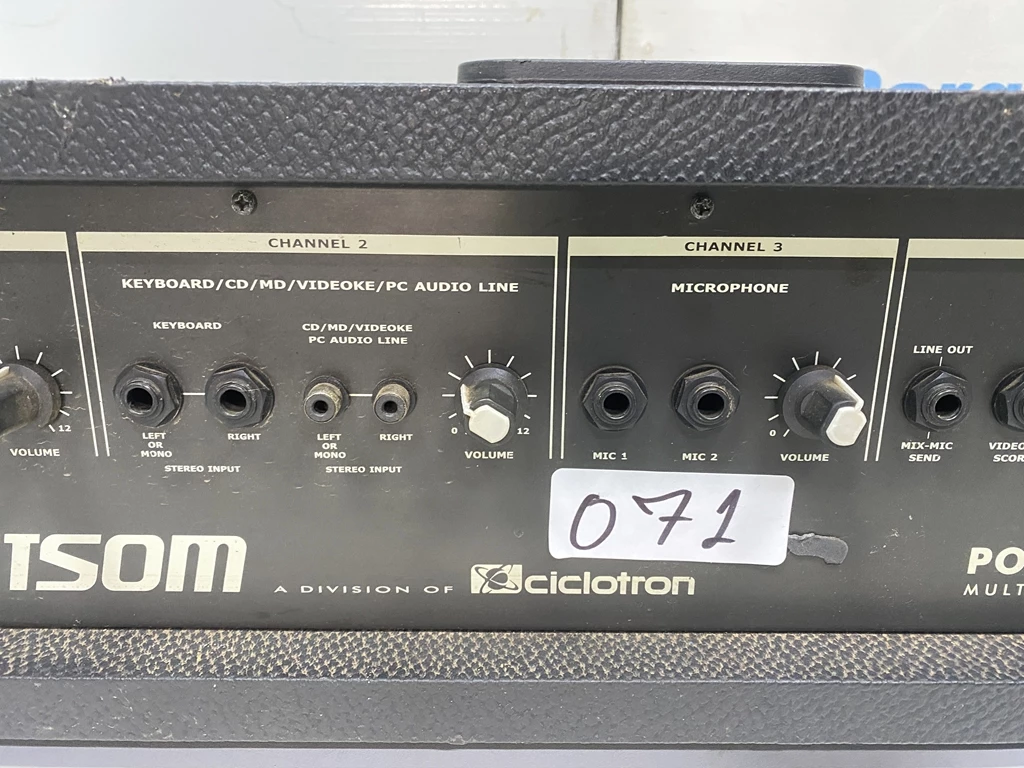 CHANNEL 2
KEYBOARD/CD/MD/VIDEOKE/PC AUDIO LINE
KEYBOARD
CD/MD/VIDEOKE
PC AUDIO LINE
LEFT
OR
MONO
RIGHT
STEREO INPUT
LEFT
OR
MONO
RIGHT
STEREO INPUT
0
12
VOLUME
12
VOLUME
CHANNEL 3
MICROPHONE
MIC 1
MIC 2
0
VOLUME
LINE OUT
MIX-MIC
SEND
VIDEO
SCOR
071
TSOM
A DIVISION OF ciclotron
PO
MULT